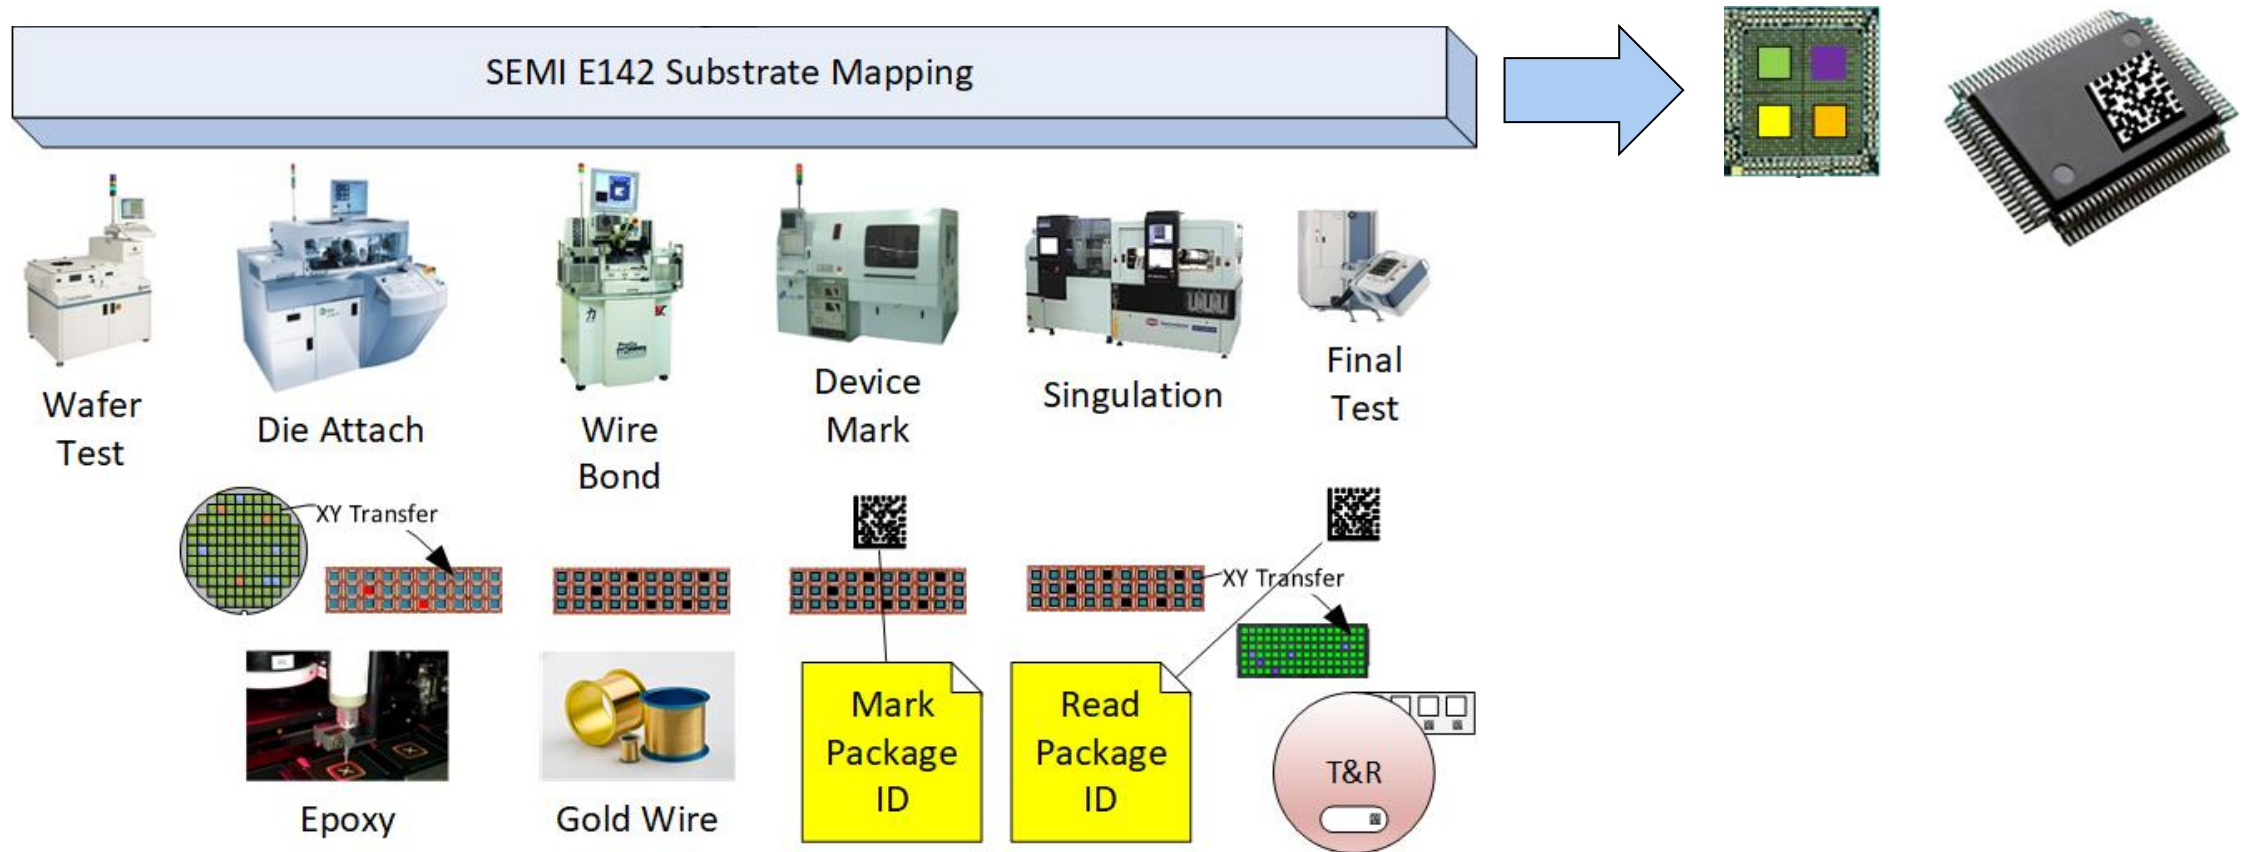 SEMI E142 Substrate Mapping
Wafer
Test
Die Attach
Wire
Bond
Device
Mark
Singulation
Final
Test
XY Transfer
XY Transfer
Epoxy
Gold Wire
Mark
Package
ID
Read
Package
ID
T&R